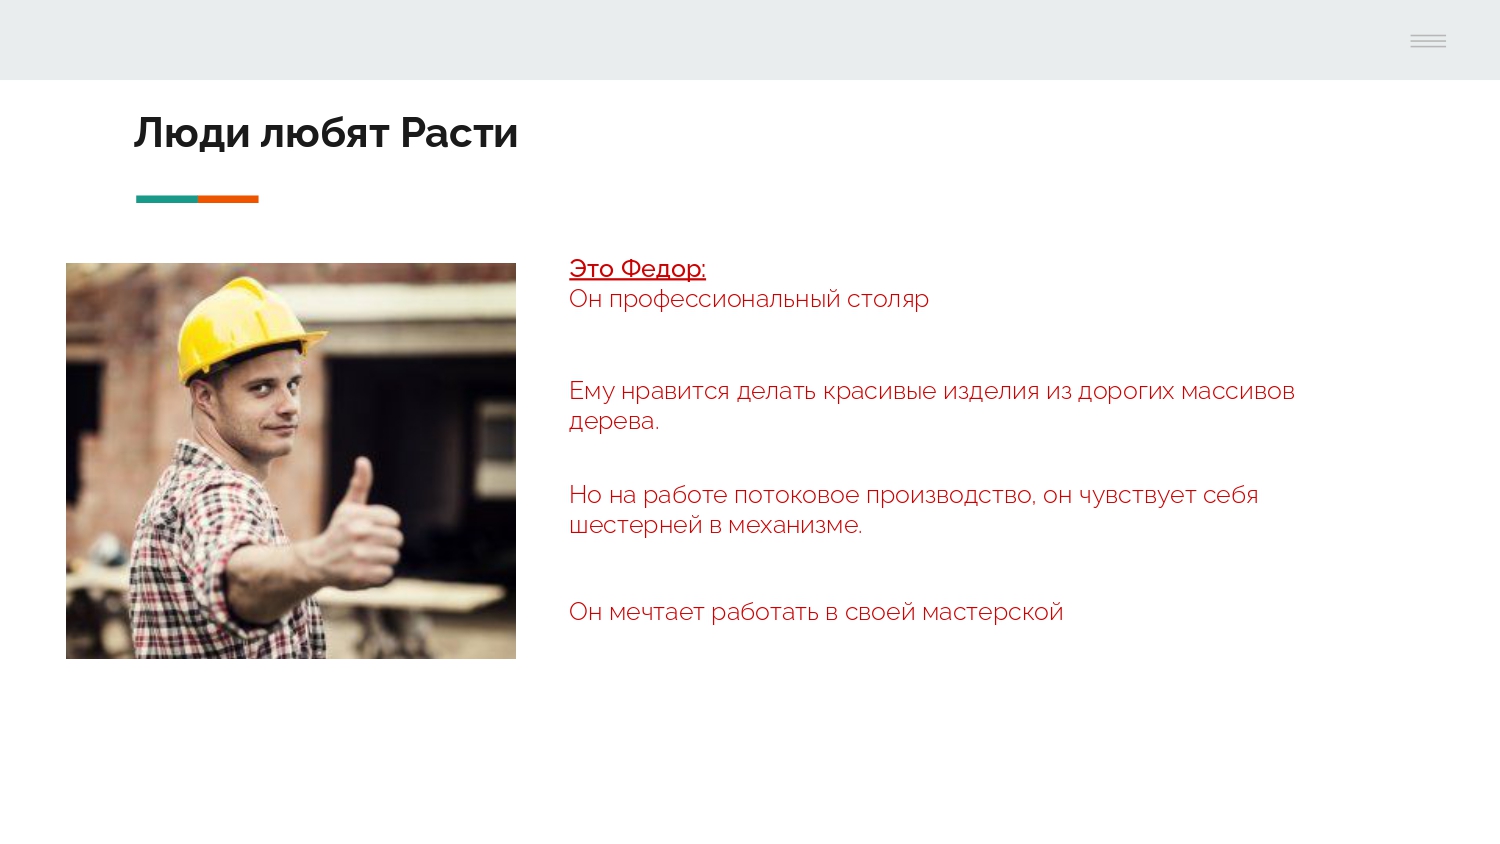 Люди любят Расти
Это Федор:
Он профессиональный столяр
Ему нравится делать красивые изделия из дорогих массивов
дерева.
Но на работе потоковое производство, он чувствует себя
шестерней в механизме.
Он мечтает работать в своей мастерской